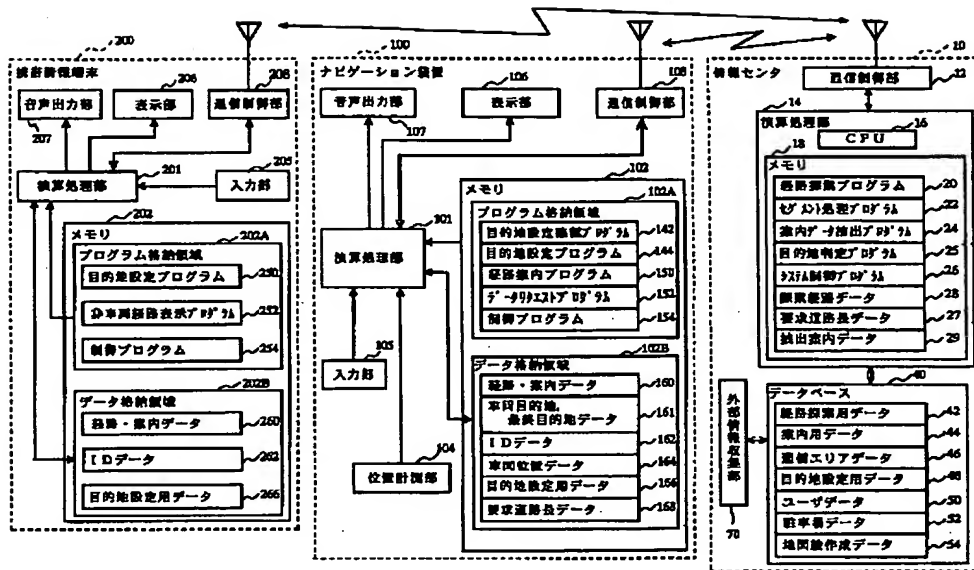 200
携帯情報端末
音声出力部
207
206
表示部
208
通信制御部
201
演算処理部
205
入力部
202
メモリ
202A
プログラム格納領域
目的地設定プログラム
250
降車後経路表示プログラム
252
制御プログラム
254
202B
データ格納領域
経路・案内データ
260
IDデータ
262
目的地設定用データ
266
100
ナビゲーション装置
音声出力部
107
106
表示部
108
通信制御部
101
演算処理部
105
入力部
104
位置計測部
102
メモリ
102A
プログラム格納領域
142
目的地設定プログラム
144
経路案内プログラム
150
データリクエストプログラム
152
制御プログラム
154
102B
データ格納領域
経路・案内データ
160
車両目的地、
最終目的地データ
161
IDデータ
162
車両位置データ
164
目的地設定用データ
166
要求道路長データ
168
10
情報センタ
通信制御部
12
14
演算処理部
CPU
16
18
メモリ
経路探索プログラム
20
セグメント処理プログラム
22
案内データ抽出プログラム
24
目的地判定プログラム
25
システム制御プログラム
26
探索経路データ
28
要求道路長データ
27
抽出案内データ
29
外部情報収集部
70
40
データベース
経路探索用データ
42
案内用データ
44
通信エリアデータ
46
目的地設定用データ
48
ユーザデータ
50
駐車場データ
52
地図験作成データ
54